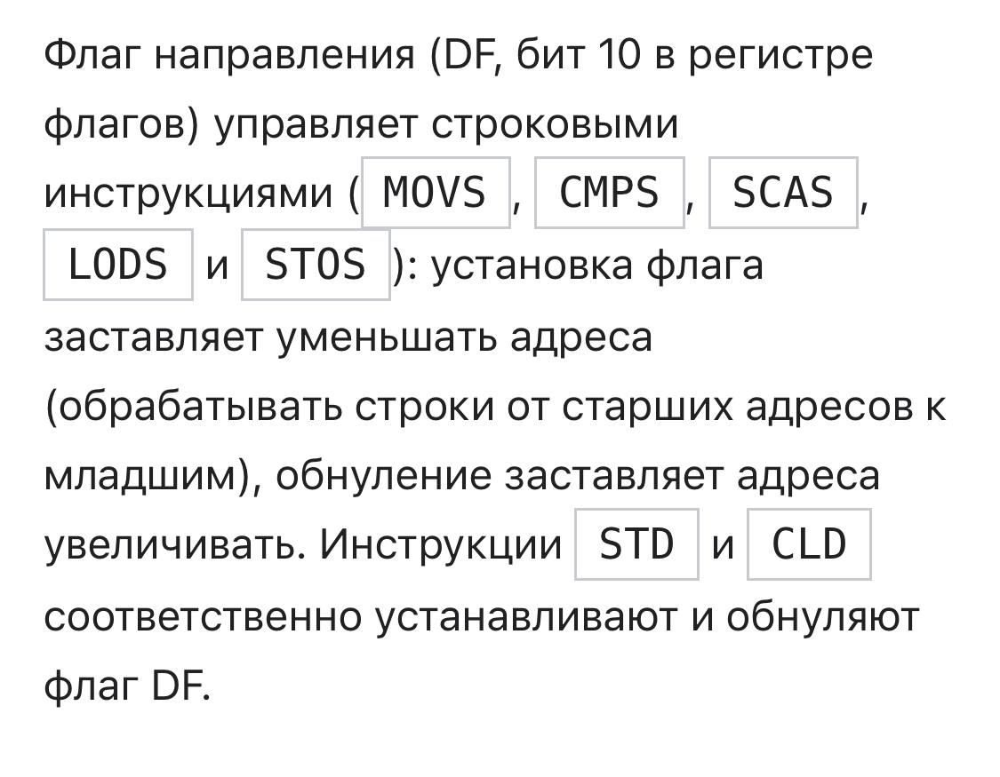 Флаг направления (DF, бит 10 в регистре
флагов) управляет строковыми
инструкциями (MOVS, CMPS, SCAS,
LODS и STOS): установка флага
заставляет уменьшать адреса
(обрабатывать строки от старших адресов к
младшим), обнуление заставляет адреса
увеличивать. Инструкции STD и CLD
соответственно устанавливают и обнуляют
флаг DF.